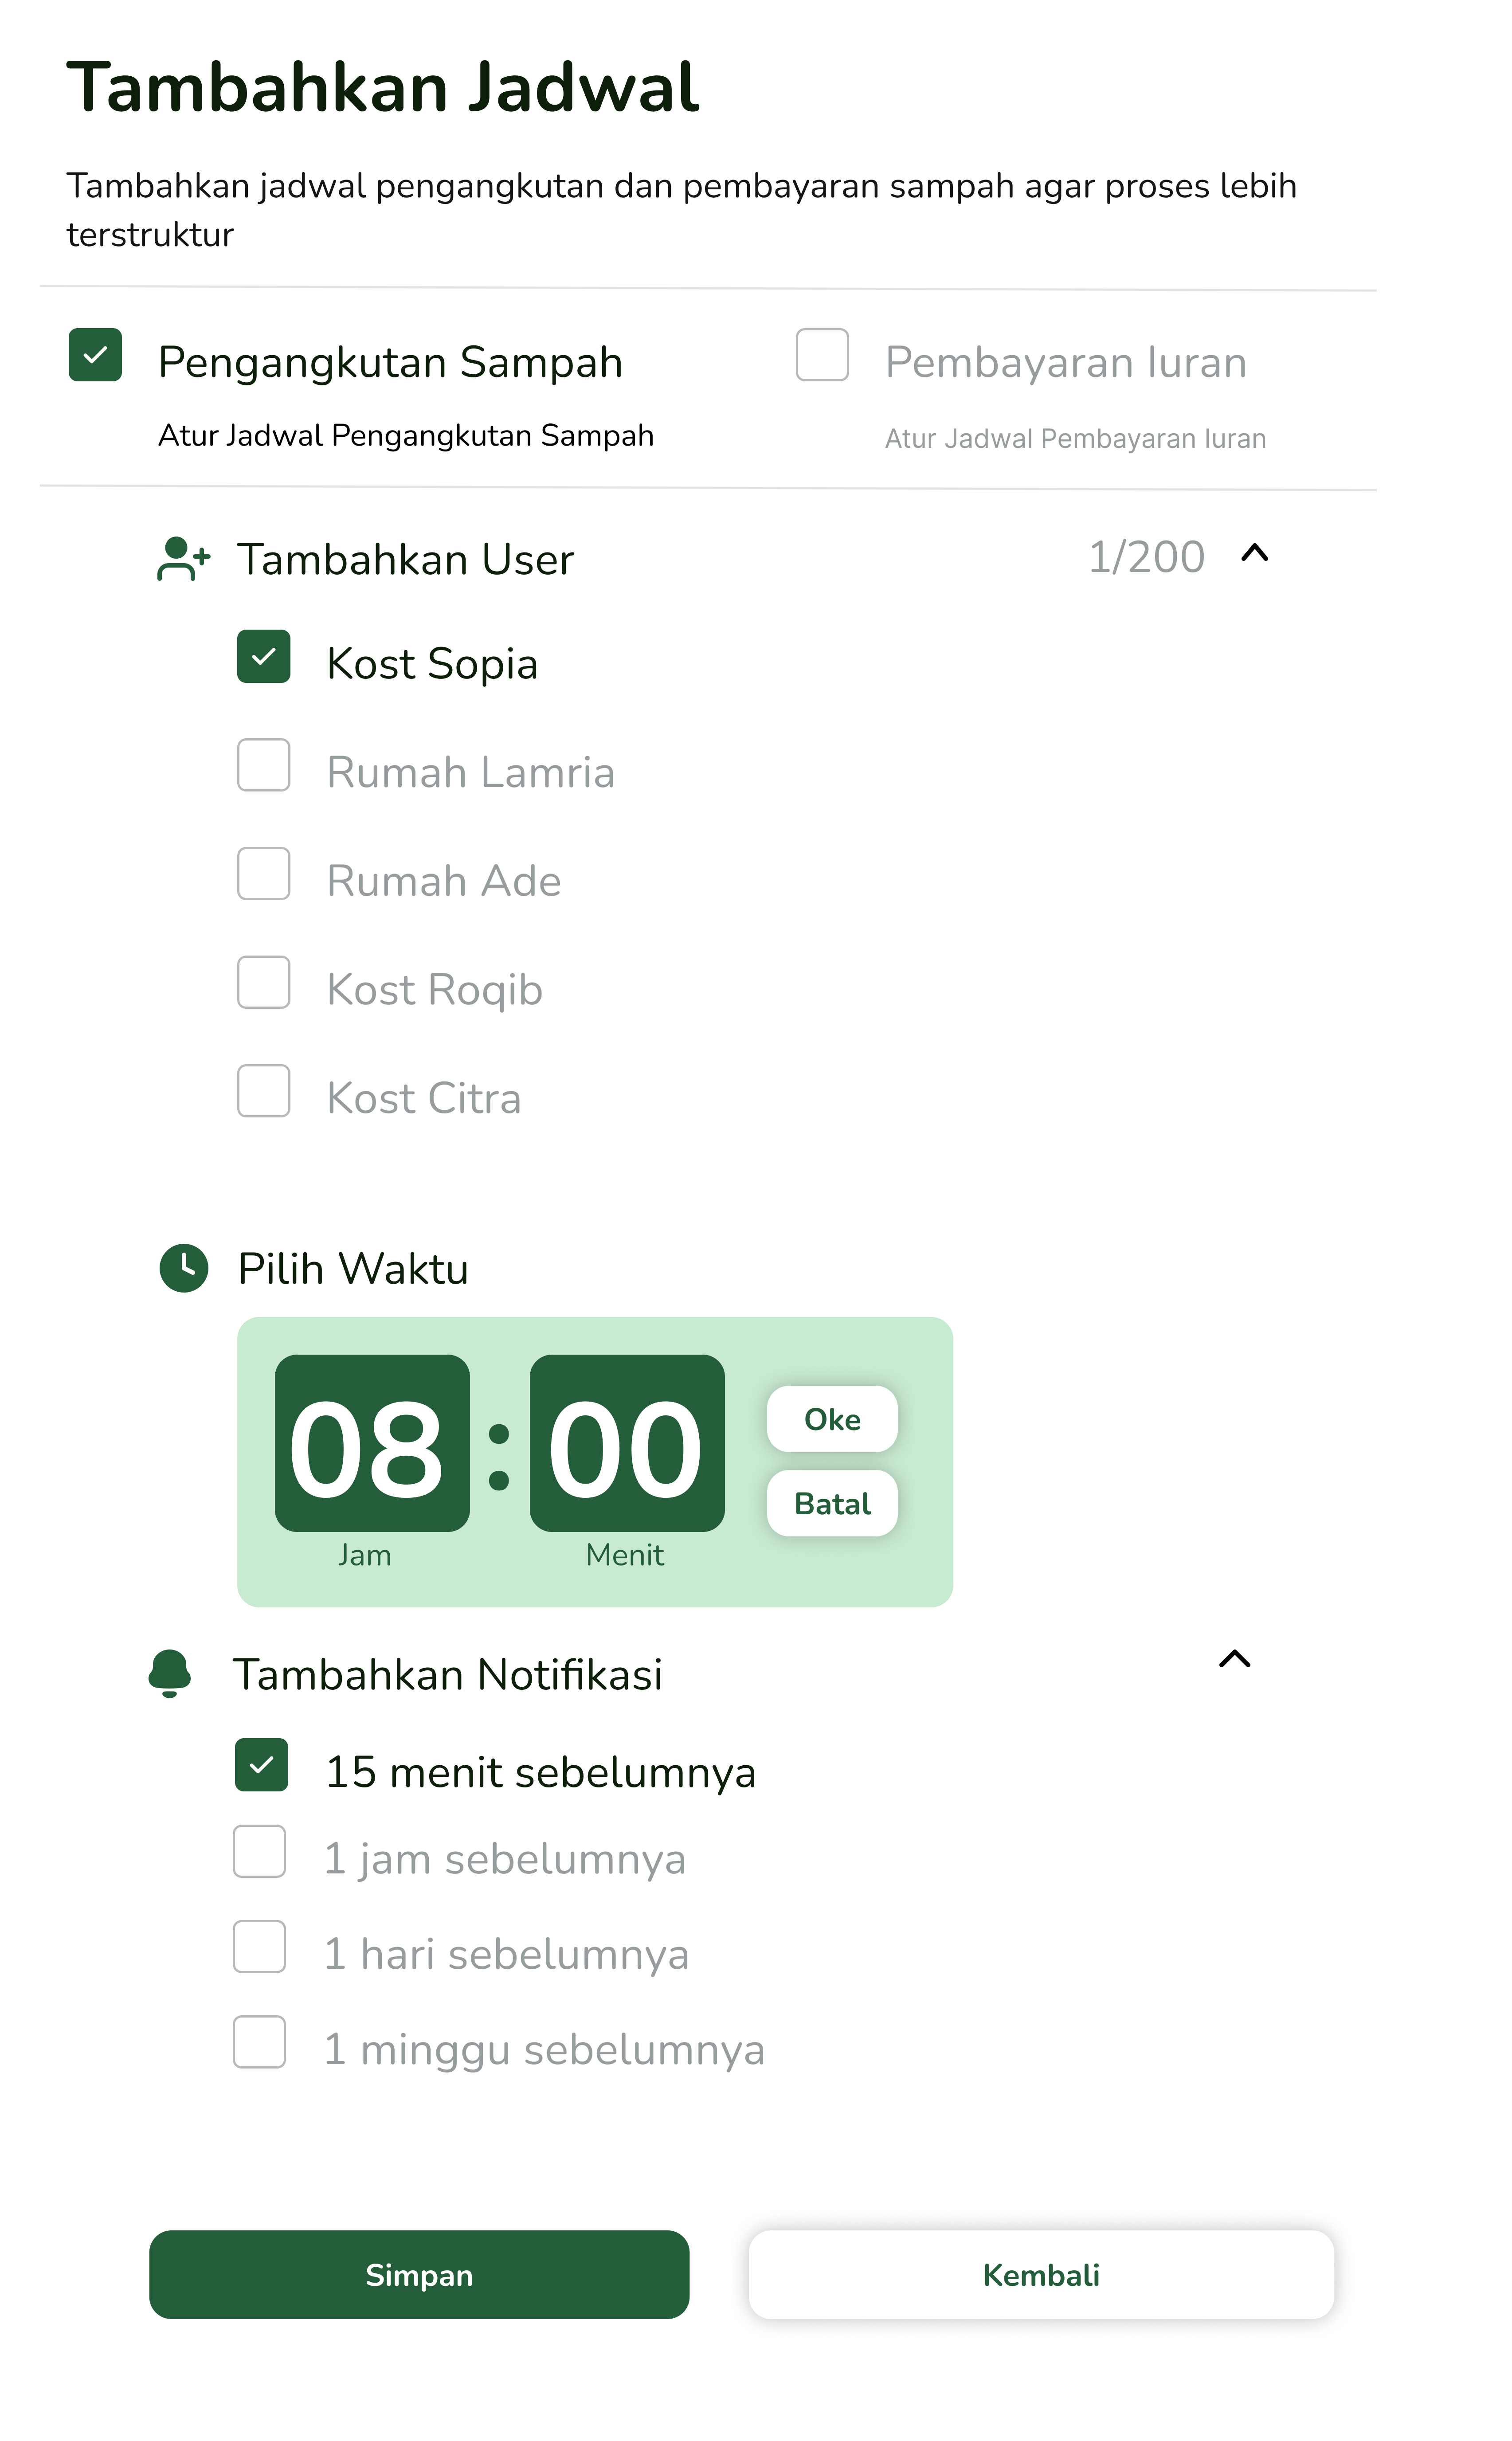 Tambahkan Jadwal
Tambahkan jadwal pengangkutan dan pembayaran sampah agar proses lebih
terstruktur
Pengangkutan Sampah
Atur Jadwal Pengangkutan Sampah
Pembayaran Iuran
Atur Jadwal Pembayaran Iuran
Tambahkan User 1/200
Kost Sopia
Rumah Lamria
Rumah Ade
Kost Roqib
Kost Citra
Pilih Waktu
08 : 00
Jam Menit
Oke
Batal
Tambahkan Notifikasi
15 menit sebelumnya
1 jam sebelumnya
1 hari sebelumnya
1 minggu sebelumnya
Simpan Kembali